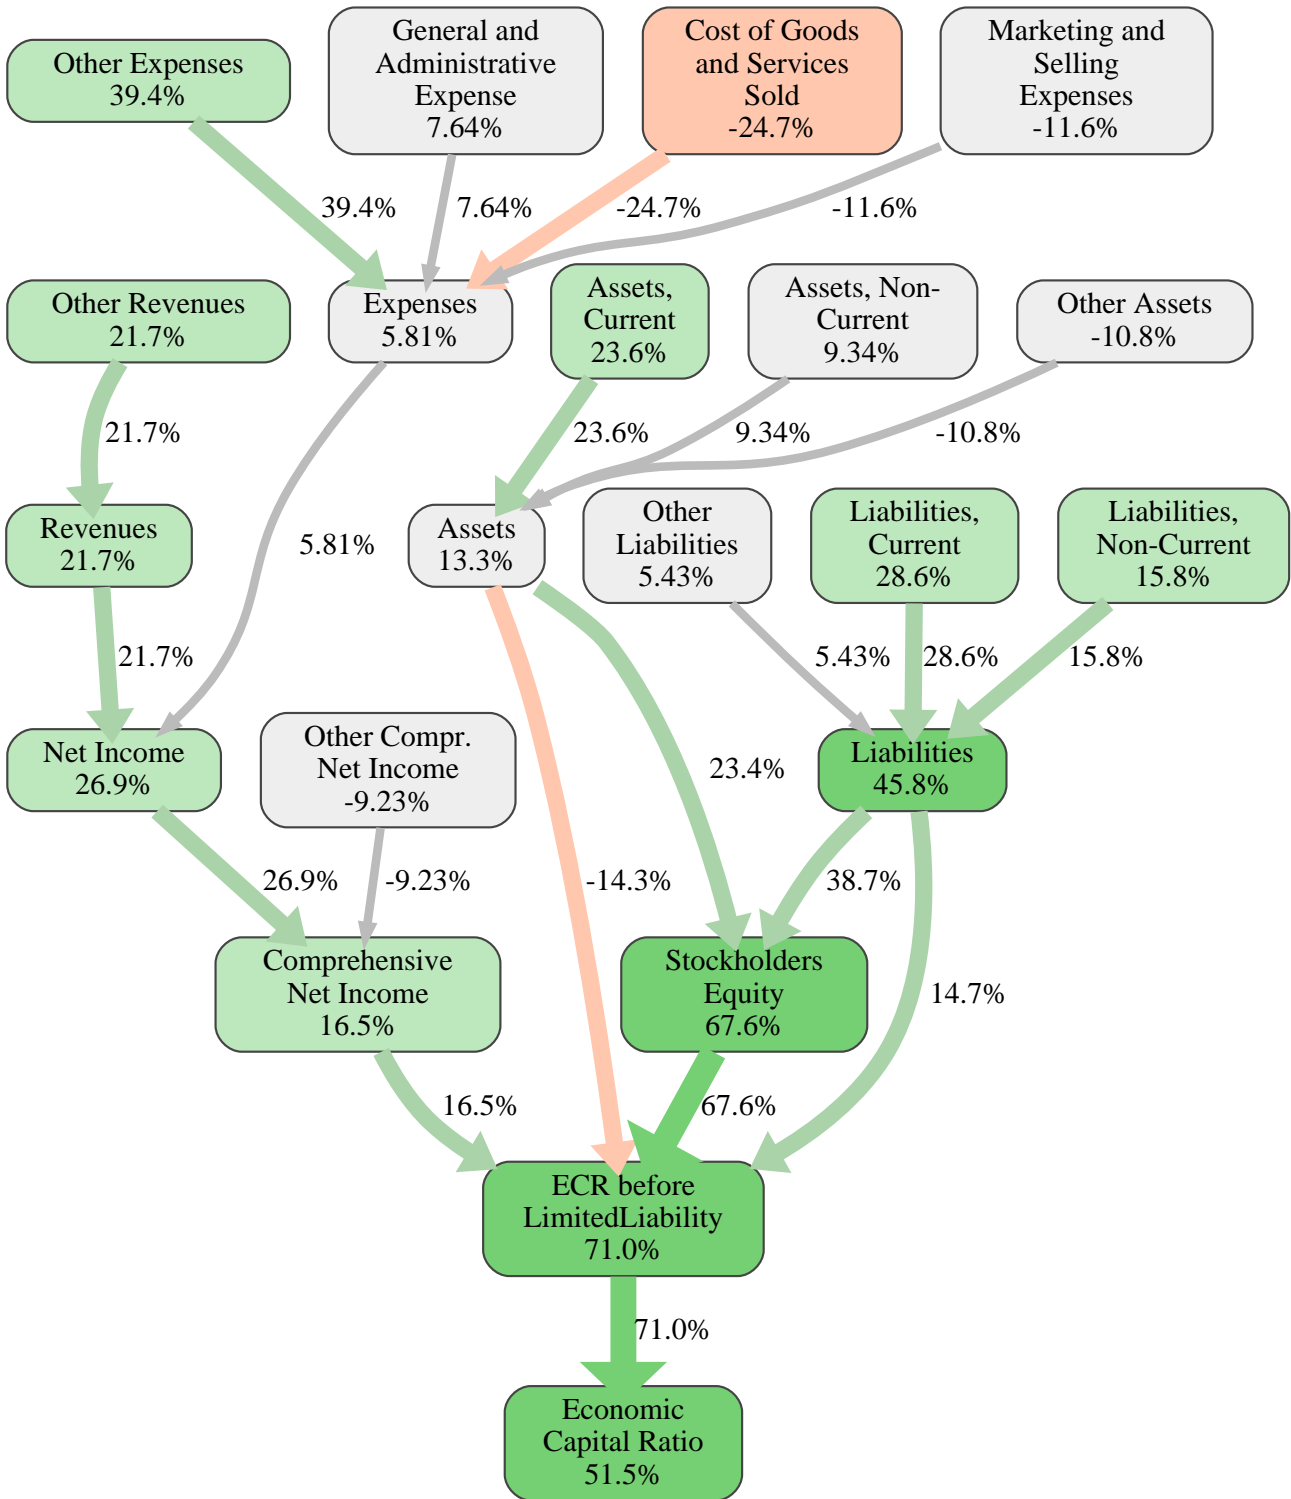 Other Expenses
39.4%
General and
Administrative
Expense
7.64%
Cost of Goods
and Services
Sold
-24.7%
Marketing and
Selling
Expenses
-11.6%
39.4%
7.64%
-24.7%
-11.6%
Other Revenues
21.7%
Expenses
5.81%
Assets,
Current
23.6%
Assets, Non-
Current
9.34%
Other Assets
-10.8%
21.7%
23.6%
9.34%
-10.8%
Revenues
21.7%
5.81%
Assets
13.3%
Other
Liabilities
5.43%
Liabilities,
Current
28.6%
Liabilities,
Non-Current
15.8%
21.7%
5.43%
28.6%
15.8%
Net Income
26.9%
Other Compr.
Net Income
-9.23%
23.4%
Liabilities
45.8%
26.9%
-9.23%
-14.3%
38.7%
Comprehensive
Net Income
16.5%
Stockholders
Equity
67.6%
14.7%
16.5%
67.6%
ECR before
LimitedLiability
71.0%
71.0%
Economic
Capital Ratio
51.5%